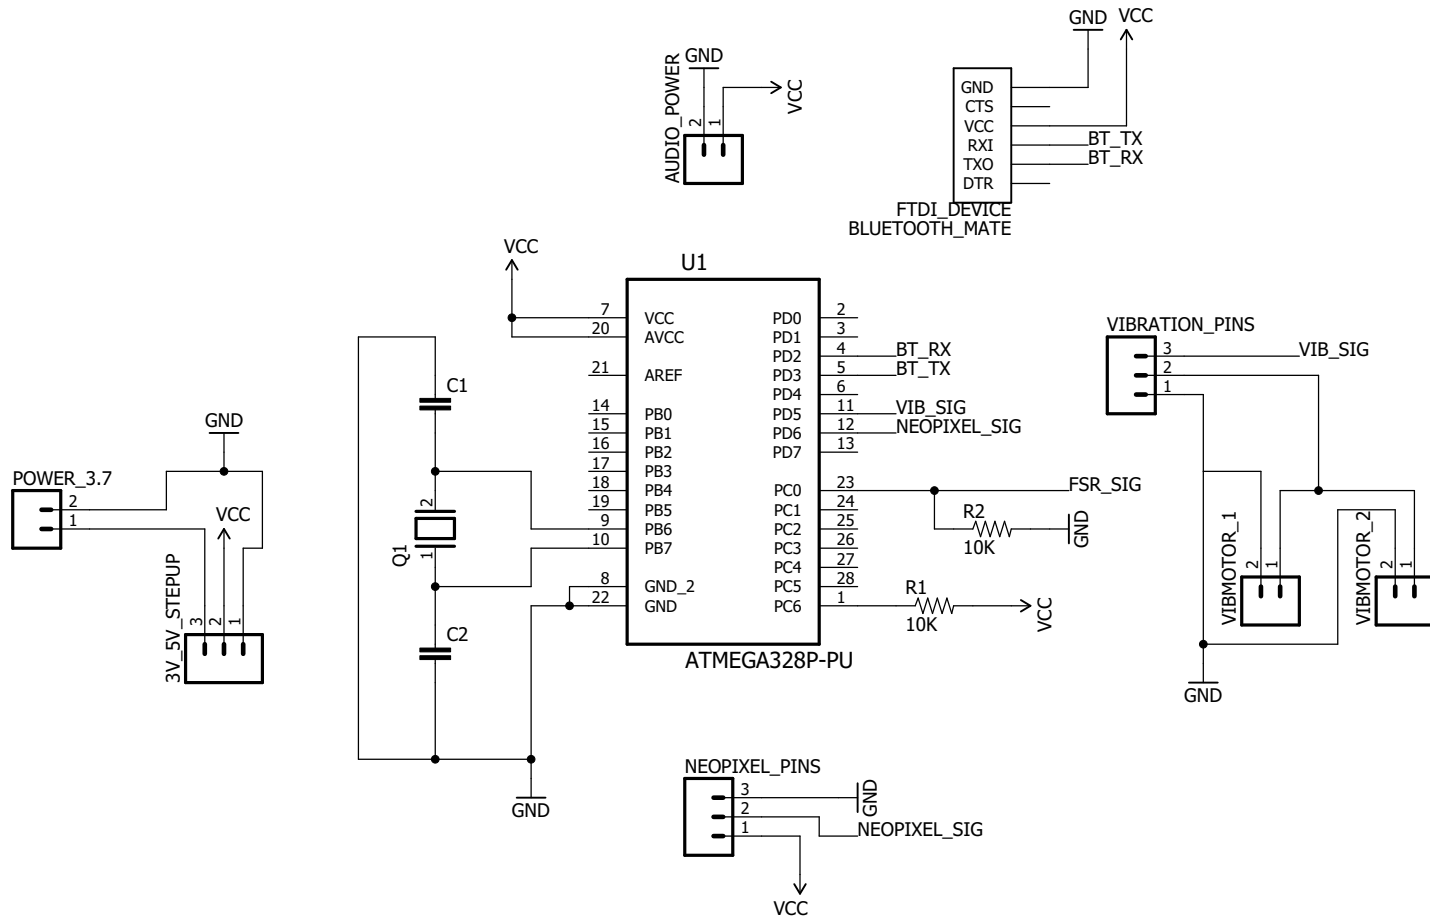 GND
VCC
AUDIO_POWER
2
1
VCC
GND VCC
GND
CTS
VCC
RXI
TXO
DTR
BT_TX
BT_RX
FTDI_DEVICE
BLUETOOTH_MATE
VCC
U1
7 VCC
20 AVCC
21 AREF
14 PB0
15 PB1
16 PB2
17 PB3
18 PB4
19 PB5
9 PB6
10 PB7
8 GND_2
22 GND
PD0 2
PD1 3
PD2 4 BT_RX
PD3 5 BT_TX
PD4 6
PD5 11 VIB_SIG
PD6 12 NEOPIXEL_SIG
PD7 13
PC0 23 FSR_SIG
PC1 24
PC2 25
PC3 26
PC4 27
PC5 28
PC6 1
ATMEGA328P-PU
R2
10K
GND
R1
10K
VCC
C1
2
Q1
1
C2
GND
GND
POWER_3.7
2
1
VCC
3V_5V_STEPUP
3
2
1
VIBRATION_PINS
3 VIB_SIG
2
1
VIBMOTOR_1
2
1
VIBMOTOR_2
2
1
GND
NEOPIXEL_PINS
3 GND
2 NEOPIXEL_SIG
1
VCC